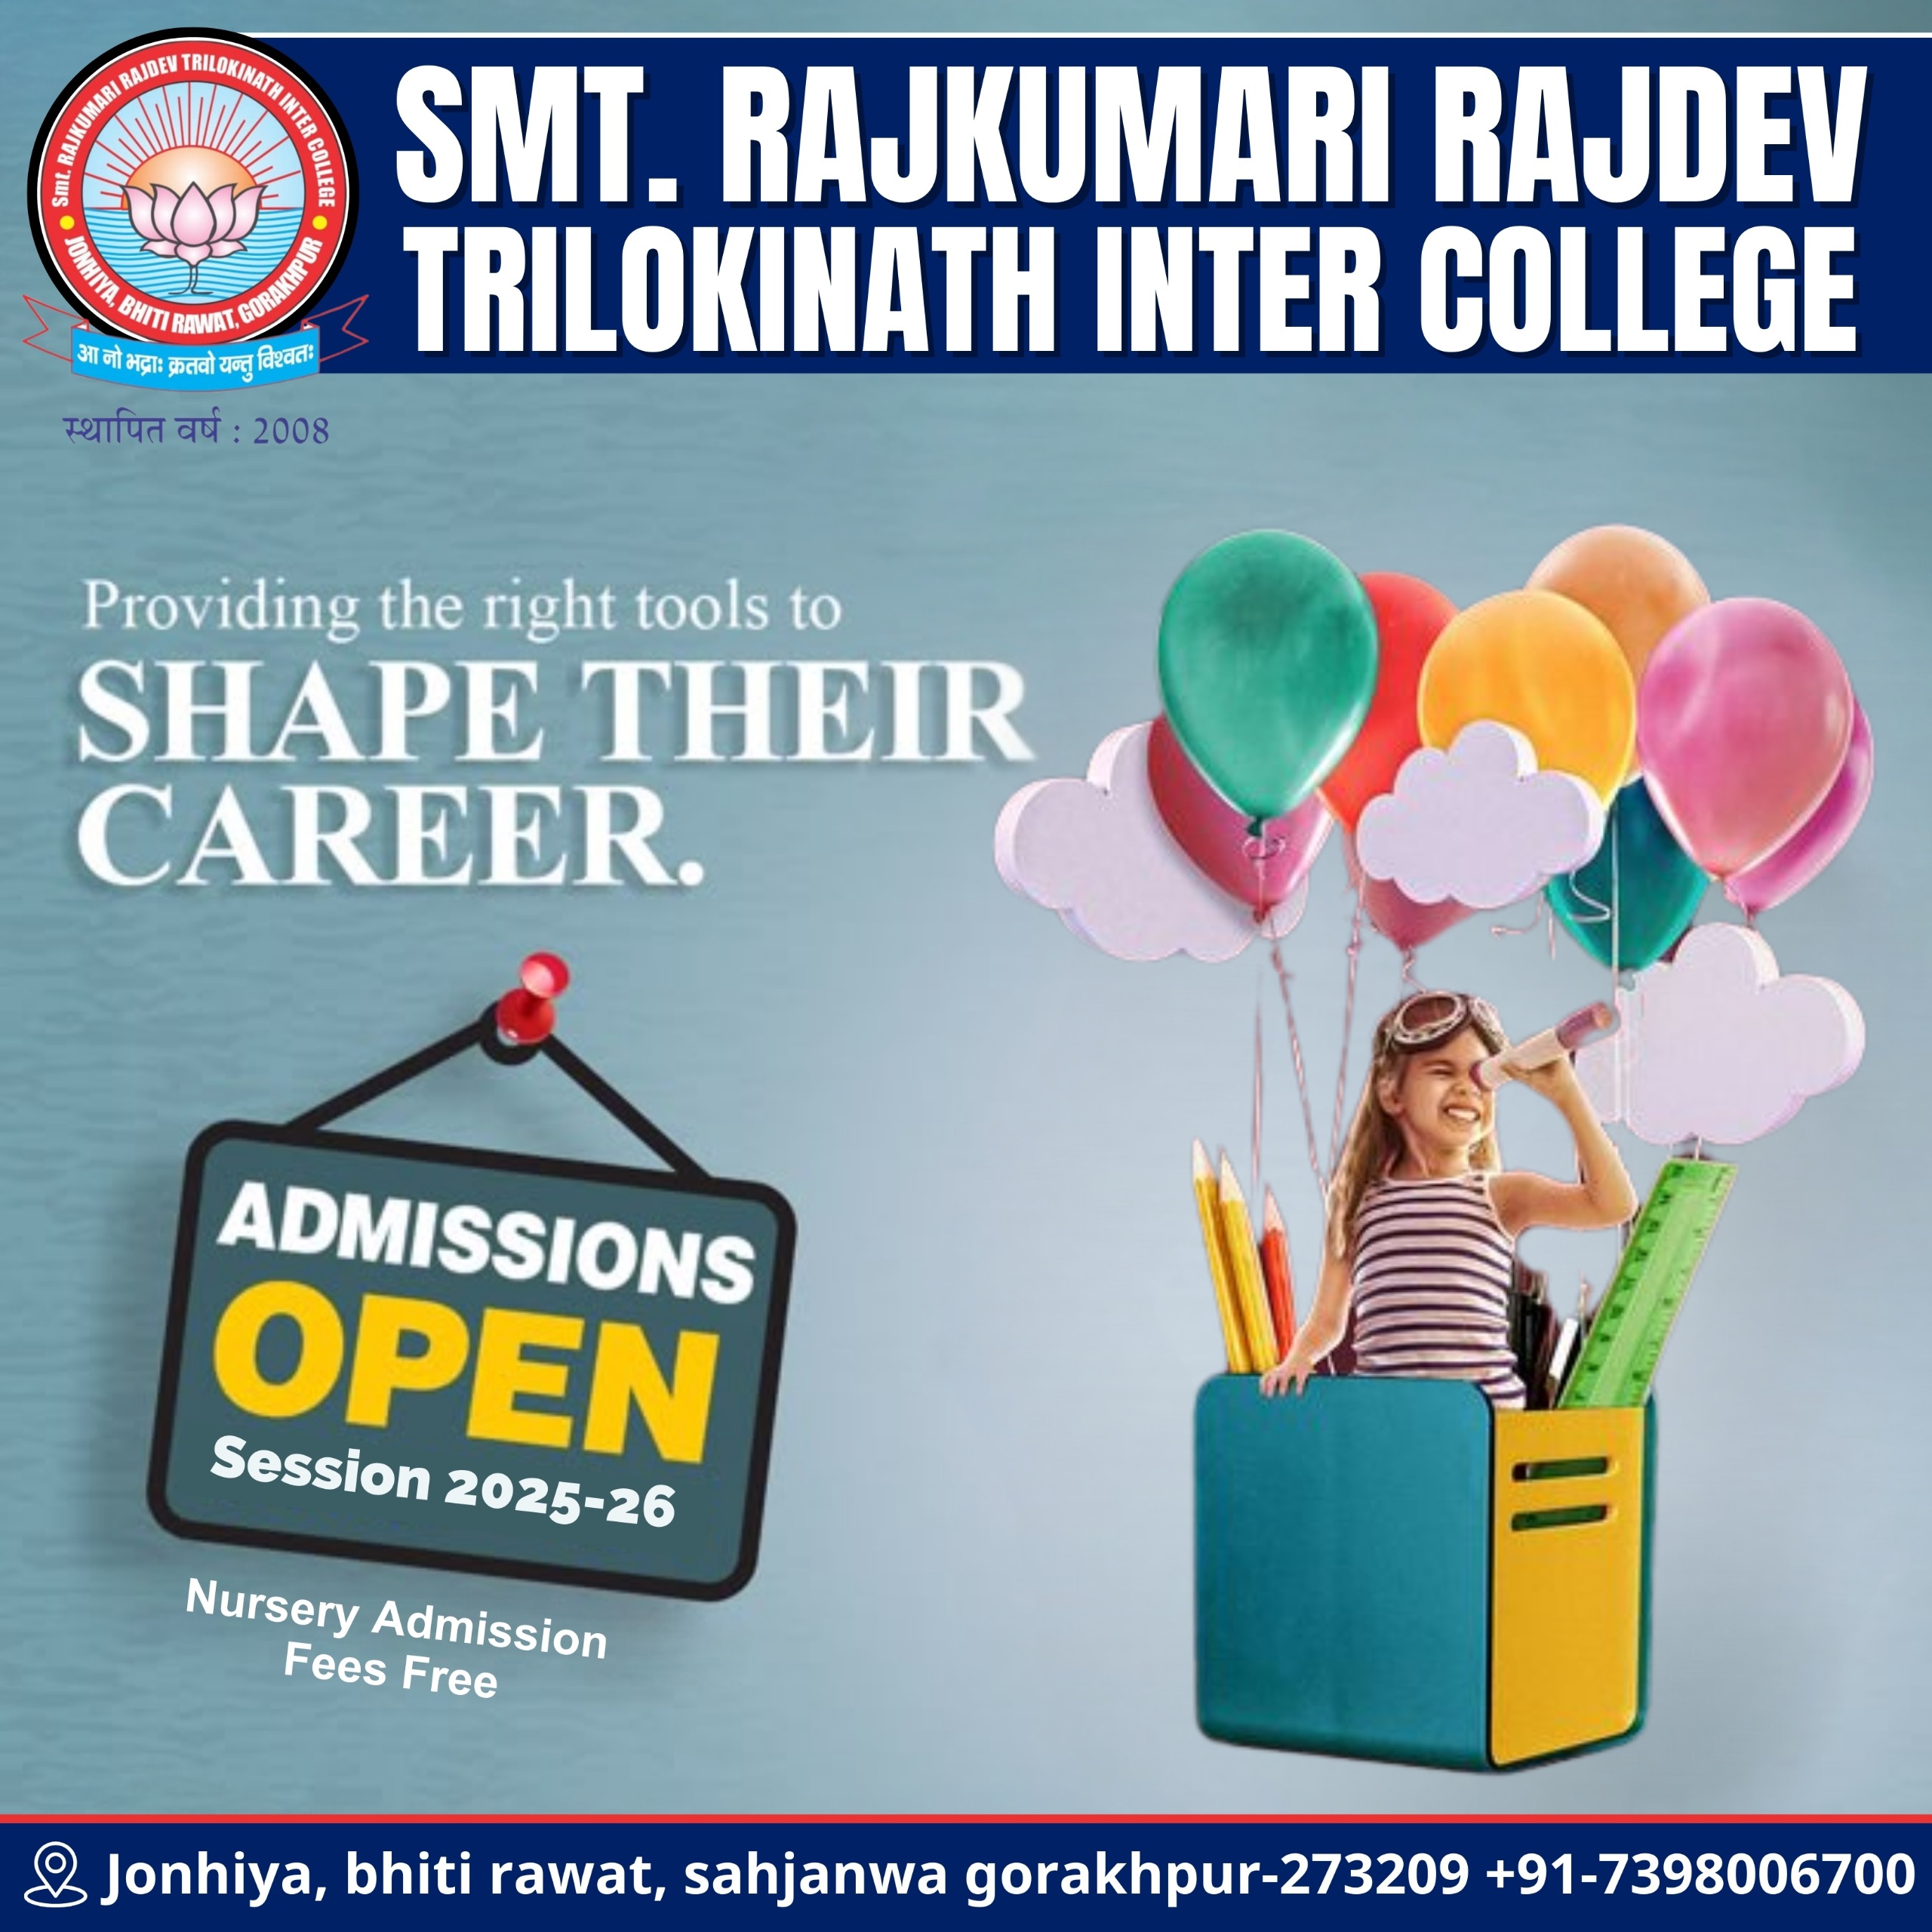 Smt. RAJKUMARI RAJDEV TRILOKINATH INTER COLLEGE
JONHIYA, BHITI RAWAT, GORAKHPUR
आ नो भद्राः क्रतवो यन्तु विश्वतः
स्थापित वर्ष : 2008
SMT. RAJKUMARI RAJDEV
TRILOKINATH INTER COLLEGE
Providing the right tools to
SHAPE THEIR
CAREER.
ADMISSIONS
OPEN
Session 2025-26
Nursery Admission
Fees Free
Jonhiya, bhiti rawat, sahjanwa gorakhpur-273209 +91-7398006700